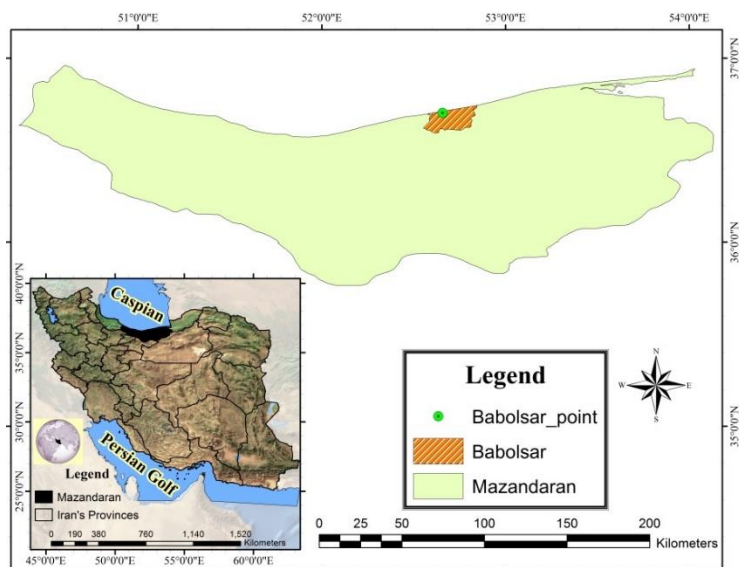 51°0'0"E 52°0'0"E 53°0'0"E 54°0'0"E
37°0'0"N
36°0'0"N
35°0'0"N
40°0'0"N
35°0'0"N
30°0'0"N
25°0'0"N
Caspian
Persian Golf
Legend
Mazandaran
Iran's Provinces
0 190 380 760 1,140 1,520
Kilometers
45°0'0"E 50°0'0"E 55°0'0"E 60°0'0"E
Legend
Babolsar_point
Babolsar
Mazandaran
N
W E
S
0 25 50 100 150 200
Kilometers